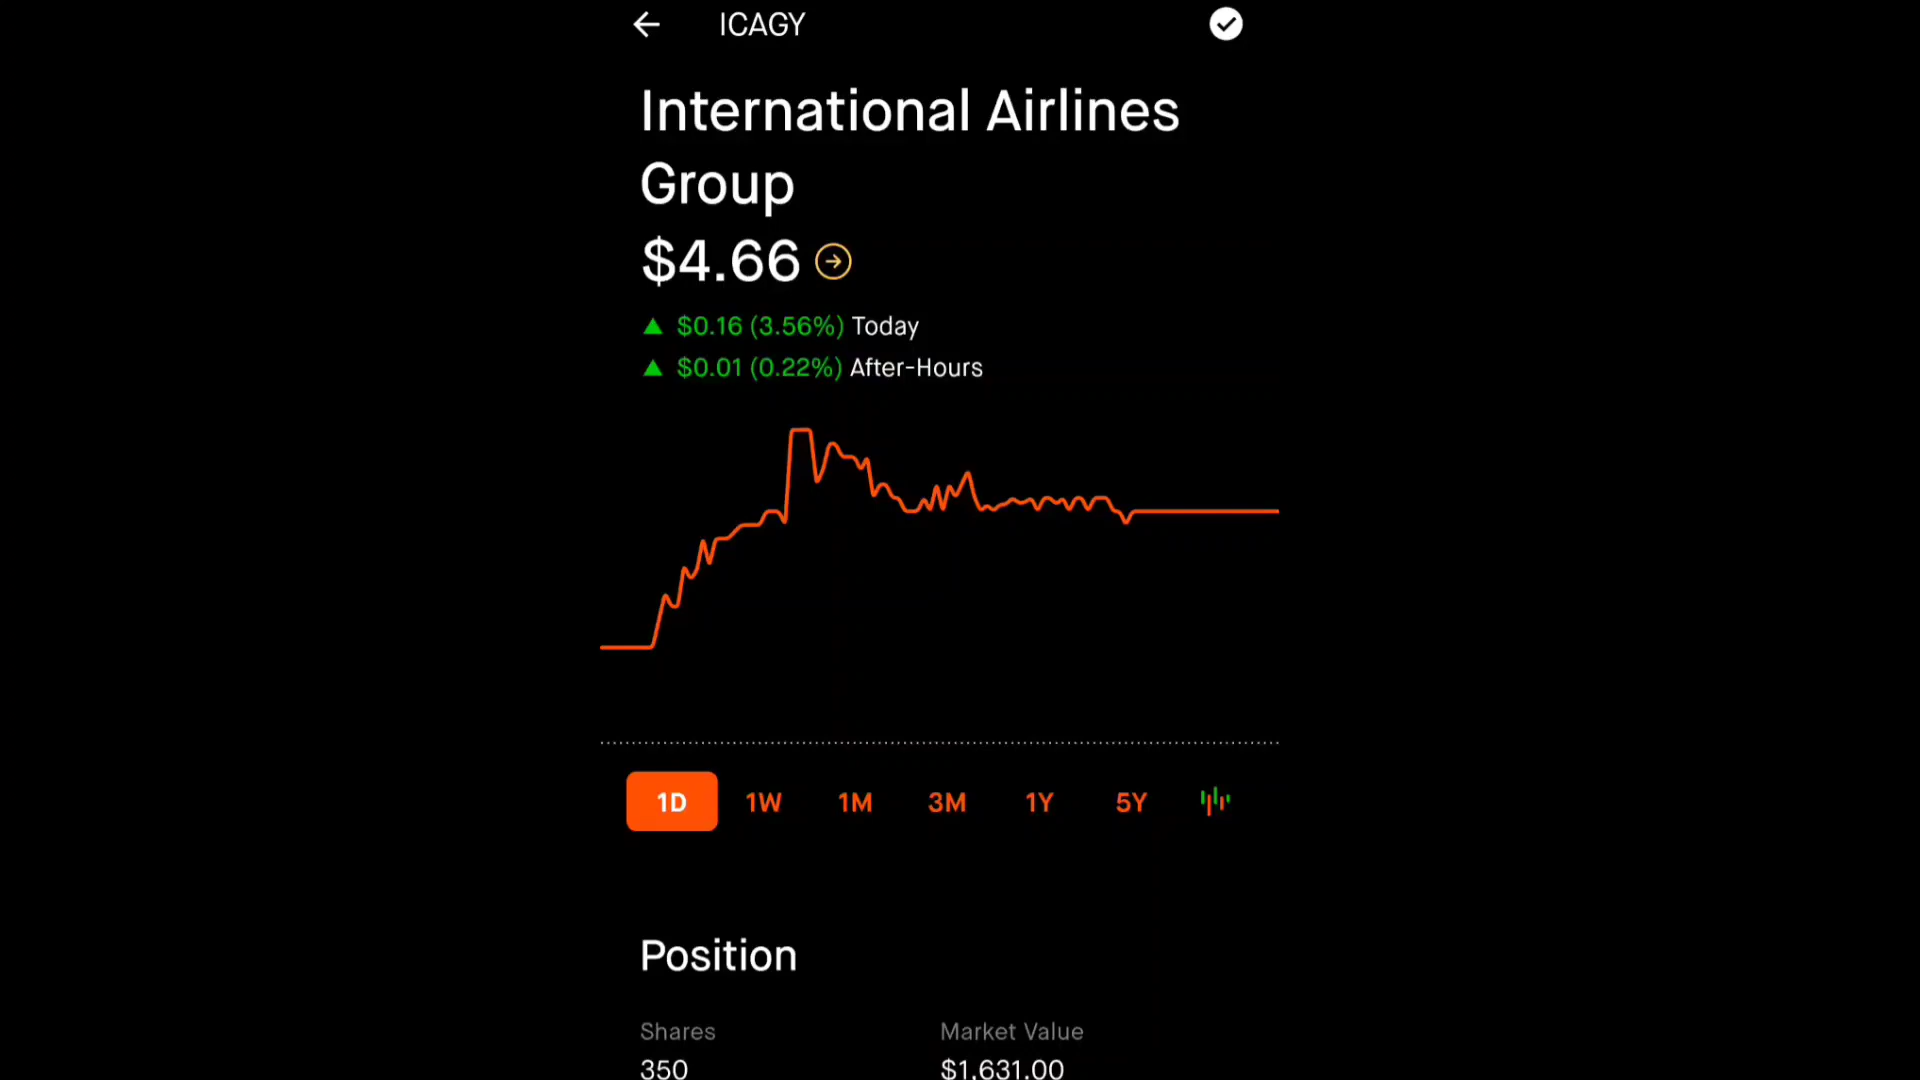 ICAGY
International Airlines
Group
$4.66
$0.16 (3.56%) Today
$0.01 (0.22%) After-Hours
1D 1W 1M 3M 1Y 5Y
Position
Shares Market Value
350 $1,631.00